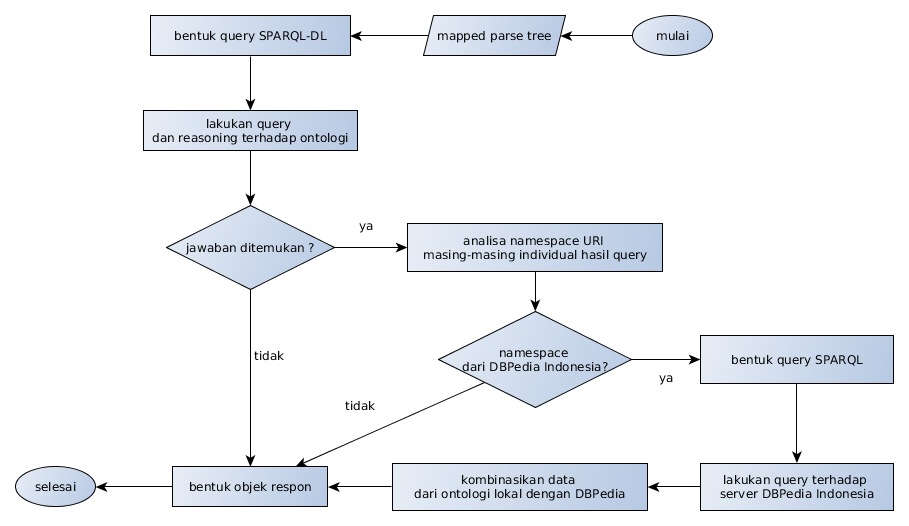 bentuk query SPARQL-DL
mapped parse tree
mulai
lakukan query
dan reasoning terhadap ontologi
jawaban ditemukan ?
ya
analisa namespace URI
masing-masing individual hasil query
tidak
namespace
dari DBPedia Indonesia?
ya
bentuk query SPARQL
tidak
selesai
bentuk objek respon
kombinasikan data
dari ontologi lokal dengan DBPedia
lakukan query terhadap
server DBPedia Indonesia